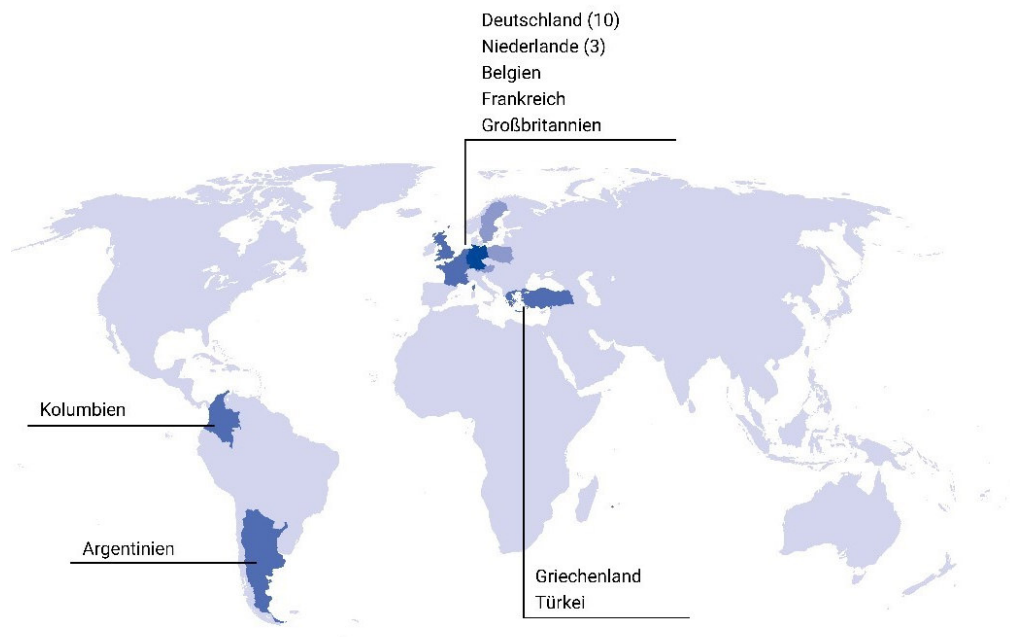 Deutschland (10)
Niederlande (3)
Belgien
Frankreich
Großbritannien
Kolumbien
Argentinien
Griechenland
Türkei